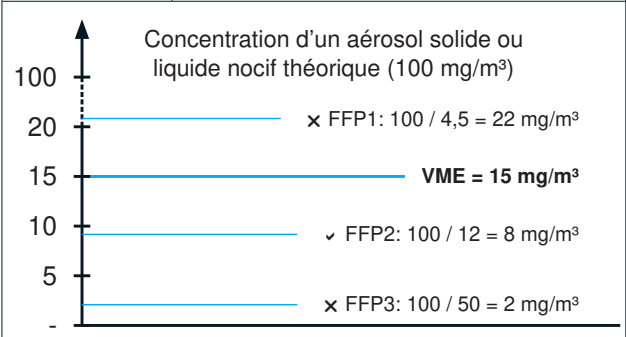 Concentration d'un aérosol solide ou
liquide nocif théorique (100 mg/m³)
100
× FFP1: 100 / 4,5 = 22 mg/m³
20
15
VME = 15 mg/m³
10
✓ FFP2: 100 / 12 = 8 mg/m³
5
× FFP3: 100 / 50 = 2 mg/m³
-